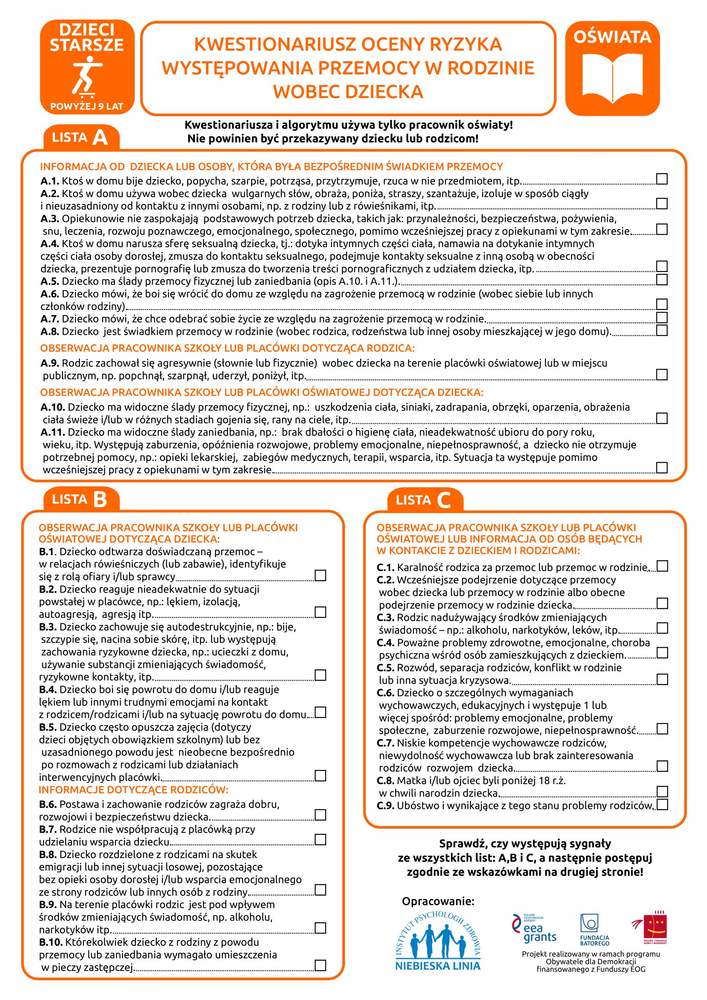 DZIECI
STARSZE
POWYŻEJ 9 LAT
KWESTIONARIUSZ OCENY RYZYKA
WYSTĘPOWANIA PRZEMOCY W RODZINIE
WOBEC DZIECKA
OŚWIATA
Kwestionariusza i algorytmu używa tylko pracownik oświaty!
Nie powinien być przekazywany dziecku lub rodzicom!
LISTA A
INFORMACJA OD DZIECKA LUB OSOBY, KTÓRA BYŁA BEZPOŚREDNIM ŚWIADKIEM PRZEMOCY
A.1. Ktoś w domu bije dziecko, popycha, szarpie, potrząsa, przytrzymuje, rzuca w nie przedmiotem, itp.
A.2. Ktoś w domu używa wobec dziecka wulgarnych słów, obraża, poniża, straszy, szantażuje, izoluje w sposób ciągły
i nieuzasadniony od kontaktu z innymi osobami, np. z rodziny lub z rówieśnikami, itp.
A.3. Opiekunowie nie zaspokajają podstawowych potrzeb dziecka, takich jak: przynależności, bezpieczeństwa, pożywienia,
snu, leczenia, rozwoju poznawczego, emocjonalnego, społecznego, pomimo wcześniejszej pracy z opiekunami w tym zakresie.
A.4. Ktoś w domu narusza sferę seksualną dziecka, tj.: dotyka intymnych części ciała, namawia na dotykanie intymnych
części ciała osoby dorosłej, zmusza do kontaktu seksualnego, podejmuje kontakty seksualne z inną osobą w obecności
dziecka, prezentuje pornografię lub zmusza do tworzenia treści pornograficznych z udziałem dziecka, itp.
A.5. Dziecko ma ślady przemocy fizycznej lub zaniedbania (opis A.10. i A.11.).
A.6. Dziecko mówi, że boi się wrócić do domu ze względu na zagrożenie przemocą w rodzinie (wobec siebie lub innych
członków rodziny).
A.7. Dziecko mówi, że chce odebrać sobie życie ze względu na zagrożenie przemocą w rodzinie.
A.8. Dziecko jest świadkiem przemocy w rodzinie (wobec rodzica, rodzeństwa lub innej osoby mieszkającej w jego domu).
OBSERWACJA PRACOWNIKA SZKOŁY LUB PLACÓWKI DOTYCZĄCA RODZICA:
A.9. Rodzic zachował się agresywnie (słownie lub fizycznie) wobec dziecka na terenie placówki oświatowej lub w miejscu
publicznym, np. popchnął, szarpnął, uderzył, poniżył, itp.
OBSERWACJA PRACOWNIKA SZKOŁY LUB PLACÓWKI OŚWIATOWEJ DOTYCZĄCA DZIECKA:
A.10. Dziecko ma widoczne ślady przemocy fizycznej, np.: uszkodzenia ciała, siniaki, zadrapania, obrzęki, oparzenia, obrażenia
ciała świeże i/lub w różnych stadiach gojenia się, rany na ciele, itp.
A.11. Dziecko ma widoczne ślady zaniedbania, np.: brak dbałości o higienę ciała, nieadekwatność ubioru do pory roku,
wieku, itp. Występują zaburzenia, opóźnienia rozwojowe, problemy emocjonalne, niepełnosprawność, a dziecko nie otrzymuje
potrzebnej pomocy, np.: opieki lekarskiej, zabiegów medycznych, terapii, wsparcia, itp. Sytuacja ta występuje pomimo
wcześniejszej pracy z opiekunami w tym zakresie.
LISTA B
OBSERWACJA PRACOWNIKA SZKOŁY LUB PLACÓWKI
OŚWIATOWEJ DOTYCZĄCA DZIECKA:
B.1. Dziecko odtwarza doświadczaną przemoc –
w relacjach rówieśniczych (lub zabawie), identyfikuje
się z rolą ofiary i/lub sprawcy
B.2. Dziecko reaguje nieadekwatnie do sytuacji
powstałej w placówce, np.: lękiem, izolacją,
autoagresją, agresją itp.
B.3. Dziecko zachowuje się autodestrukcyjnie, np.: bije,
szczypie się, nacina sobie skórę, itp. lub występują
zachowania ryzykowne dziecka, np.: ucieczki z domu,
używanie substancji zmieniających świadomość,
ryzykowne kontakty, itp.
B.4. Dziecko boi się powrotu do domu i/lub reaguje
lękiem lub innymi trudnymi emocjami na kontakt
z rodzicem/rodzicami i/lub na sytuację powrotu do domu.
B.5. Dziecko często opuszcza zajęcia (dotyczy
dzieci objętych obowiązkiem szkolnym) lub bez
uzasadnionego powodu jest nieobecne bezpośrednio
po rozmowach z rodzicami lub działaniach
interwencyjnych placówki.
INFORMACJE DOTYCZĄCE RODZICÓW:
B.6. Postawa i zachowanie rodziców zagraża dobru,
rozwojowi i bezpieczeństwu dziecka.
B.7. Rodzice nie współpracują z placówką przy
udzielaniu wsparcia dziecku.
B.8. Dziecko rozdzielone z rodzicami na skutek
emigracji lub innej sytuacji losowej, pozostające
bez opieki osoby dorosłej i/lub wsparcia emocjonalnego
ze strony rodziców lub innych osób z rodziny.
B.9. Na terenie placówki rodzic jest pod wpływem
środków zmieniających świadomość, np. alkoholu,
narkotyków itp.
B.10. Którekolwiek dziecko z rodziny z powodu
przemocy lub zaniedbania wymagało umieszczenia
w pieczy zastępczej.
LISTA C
OBSERWACJA PRACOWNIKA SZKOŁY LUB PLACÓWKI
OŚWIATOWEJ LUB INFORMACJA OD OSÓB BĘDĄCYCH
W KONTAKCIE Z DZIECKIEM I RODZICAMI:
C.1. Karalność rodzica za przemoc lub przemoc w rodzinie.
C.2. Wcześniejsze podejrzenie dotyczące przemocy
wobec dziecka lub przemocy w rodzinie albo obecne
podejrzenie przemocy w rodzinie dziecka.
C.3. Rodzic nadużywający środków zmieniających
świadomość – np.: alkoholu, narkotyków, leków, itp.
C.4. Poważne problemy zdrowotne, emocjonalne, choroba
psychiczna wśród osób zamieszkujących z dzieckiem.
C.5. Rozwód, separacja rodziców, konflikt w rodzinie
lub inna sytuacja kryzysowa.
C.6. Dziecko o szczególnych wymaganiach
wychowawczych, edukacyjnych i występuje 1 lub
więcej spośród: problemy emocjonalne, problemy
społeczne, zaburzenie rozwojowe, niepełnosprawność.
C.7. Niskie kompetencje wychowawcze rodziców,
niewydolność wychowawcza lub brak zainteresowania
rodziców rozwojem dziecka.
C.8. Matka i/lub ojciec byli poniżej 18 r.ż.
w chwili narodzin dziecka.
C.9. Ubóstwo i wynikające z tego stanu problemy rodziców.
Sprawdź, czy występują sygnały
ze wszystkich list: A,B i C, a następnie postępuj
zgodnie ze wskazówkami na drugiej stronie!
Opracowanie:
INSTYTUT PSYCHOLOGII ZDROWIA
NIEBIESKA LINIA
ICELAND
LIECHTENSTEIN
NORWAY
eea
grants
FUNDACJA
BATOREGO
POLSKA FUNDACJA
DZIECI I MŁODZIEŻY
Projekt realizowany w ramach programu
Obywatele dla Demokracji
finansowanego z Funduszy EOG